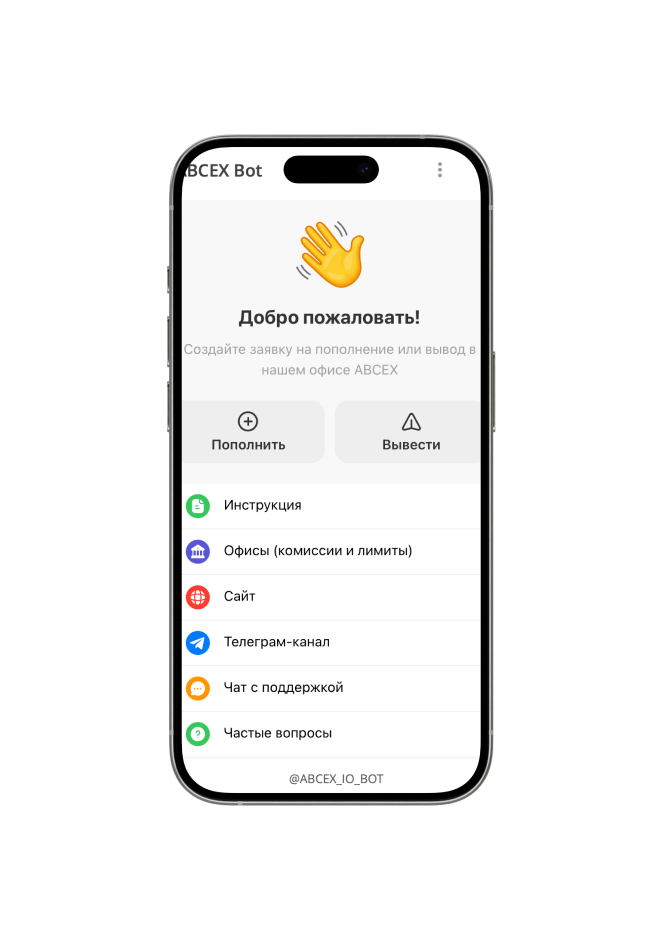 ABCEX Bot
Добро пожаловать!
Создайте заявку на пополнение или вывод в
нашем офисе ABCEX
Пополнить
Вывести
Инструкция
Офисы (комиссии и лимиты)
Сайт
Телеграм-канал
Чат с поддержкой
Частые вопросы
@ABCEX_IO_BOT